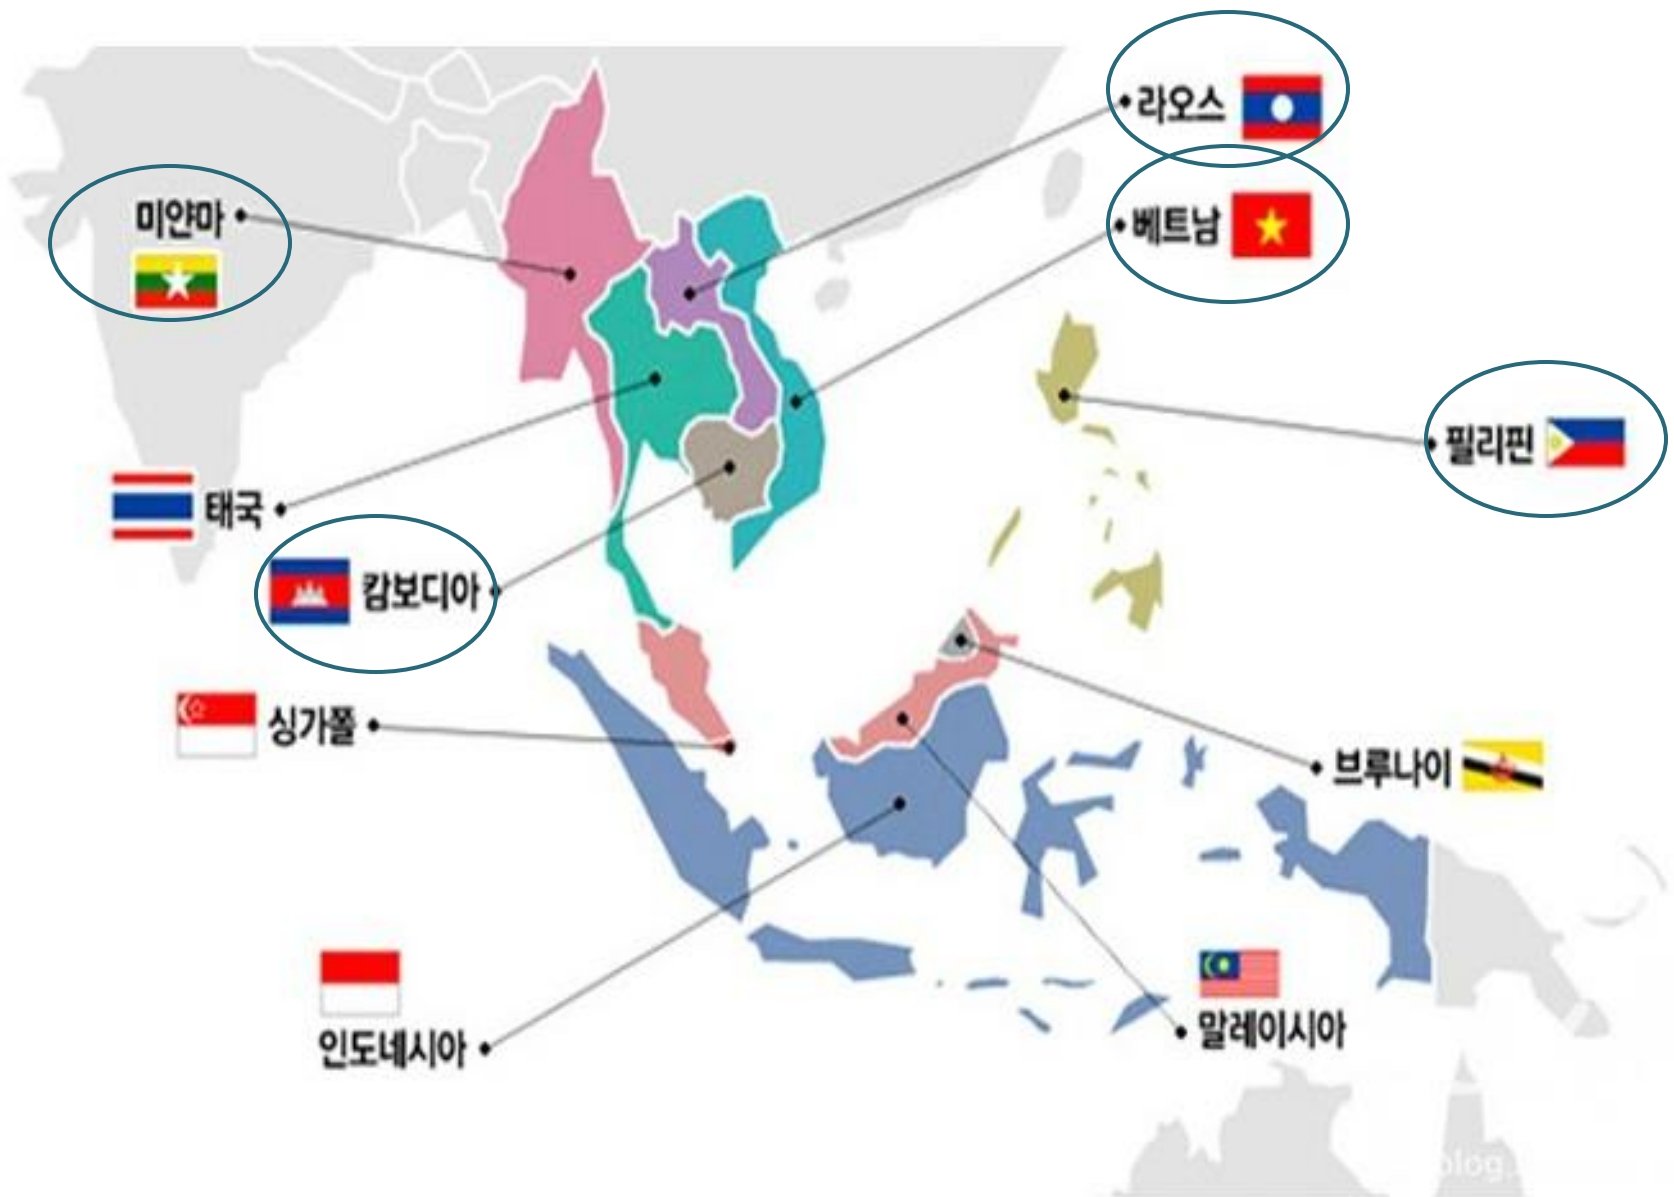 라오스
베트남
미얀마
필리핀
태국
캄보디아
싱가폴
브루나이
인도네시아
말레이시아
blog.